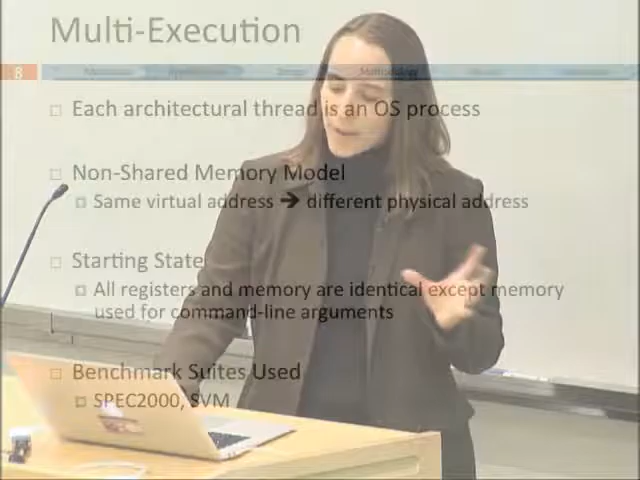 Multi-Execution
8
Methodology
□ Each architectural thread is an OS process
□ Non-Shared Memory Model
□ Same virtual address ➔ different physical address
□ Starting State
□ All registers and memory are identical except memory
used for command-line arguments
□ Benchmark Suites Used
□ SPEC2000, SVM